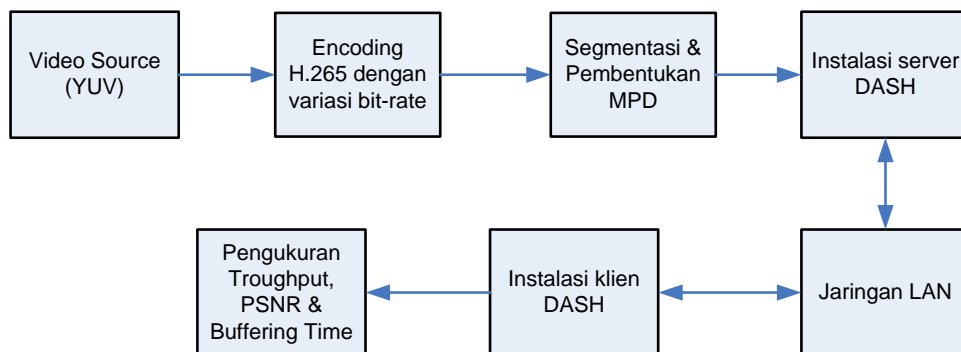 Video Source
(YUV)
Encoding
H.265 dengan
variasi bit-rate
Segmentasi &
Pembentukan
MPD
Instalasi server
DASH
Pengukuran
Troughput,
PSNR &
Buffering Time
Instalasi klien
DASH
Jaringan LAN